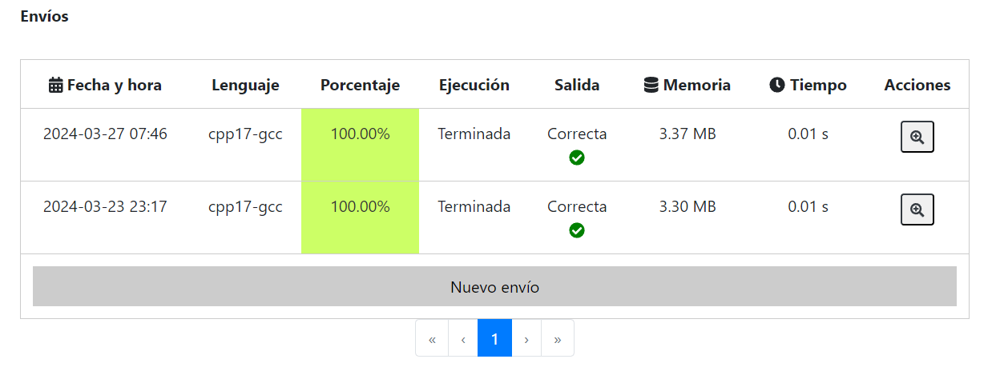 Envíos
Fecha y hora Lenguaje Porcentaje Ejecución Salida Memoria Tiempo Acciones
2024-03-27 07:46 cpp17-gcc 100.00% Terminada Correcta 3.37 MB 0.01 s
2024-03-23 23:17 cpp17-gcc 100.00% Terminada Correcta 3.30 MB 0.01 s
Nuevo envío
« ‹ 1 › »